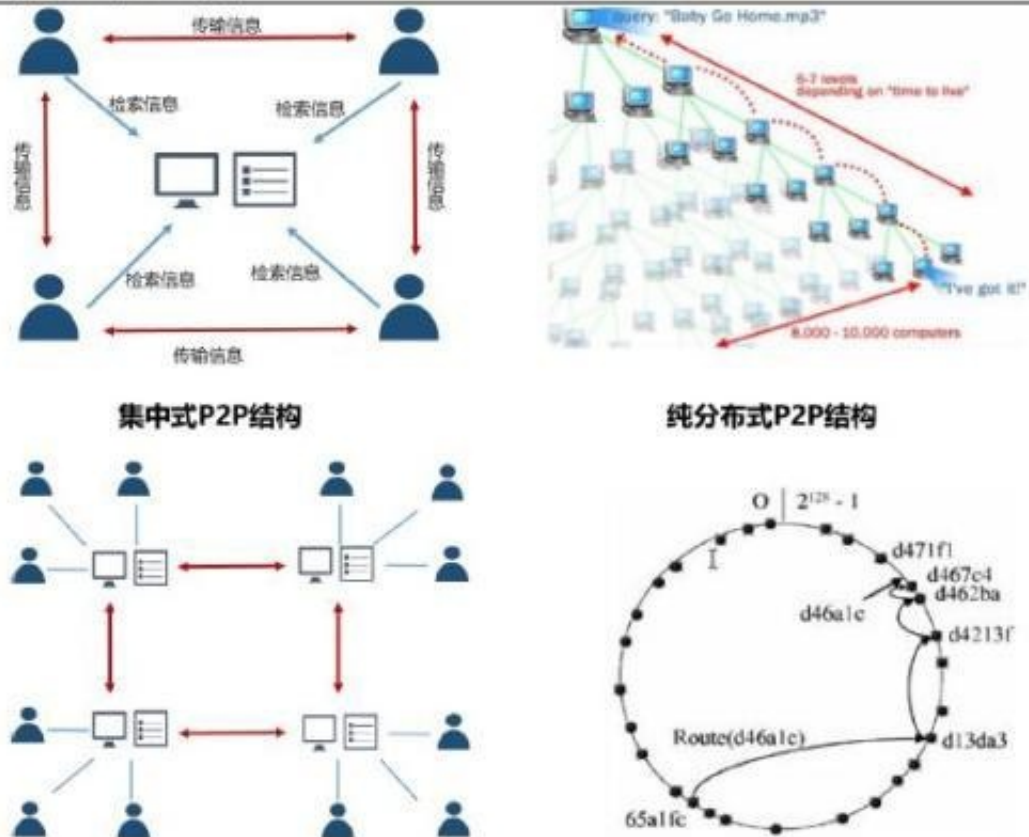 传输信息
检索信息
检索信息
传输信息
传输信息
检索信息
检索信息
传输信息
集中式P2P结构
query: "Baby Go Home.mp3"
6-7 levels
depending on "time to live"
"I've got it!"
8,000 - 10,000 computers
纯分布式P2P结构
O 2¹²⁸ - 1
d471f1
d467c4
d462ba
d46a1c
d4213f
Route(d46a1c)
d13da3
65a1fc